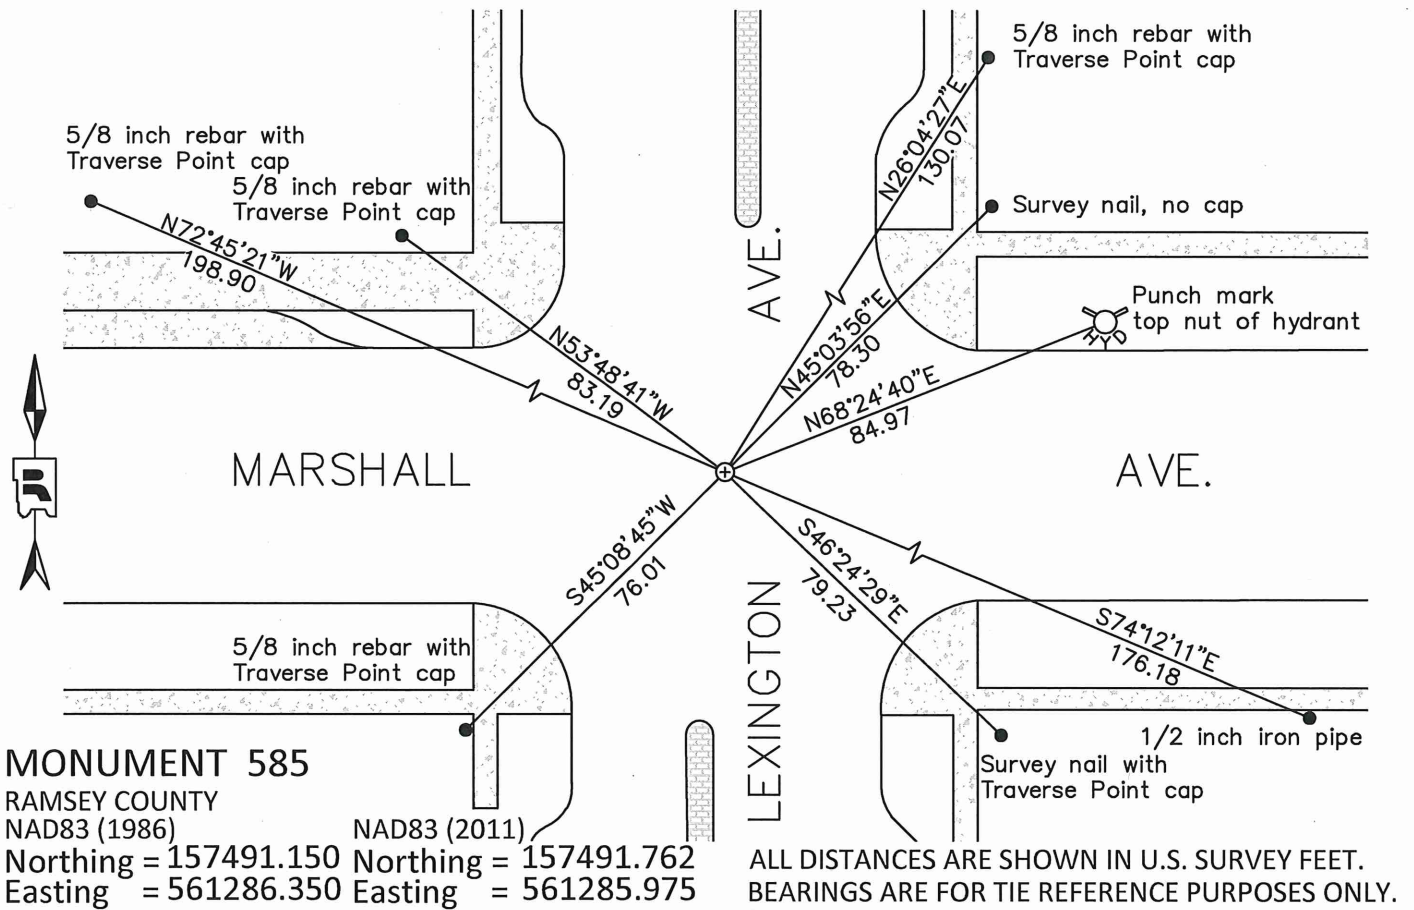 5/8 inch rebar with
Traverse Point cap
5/8 inch rebar with
Traverse Point cap
5/8 inch rebar with
Traverse Point cap
Survey nail, no cap
Punch mark
top nut of hydrant
HYD
N72°45'21"W
198.90
N53°48'41"W
83.19
N26°04'27"E
130.07
N45°03'56"E
78.30
N68°24'40"E
84.97
AVE.
MARSHALL
AVE.
R
S45°08'45"W
76.01
S46°24'29"E
79.23
S74°12'11"E
176.18
LEXINGTON
5/8 inch rebar with
Traverse Point cap
1/2 inch iron pipe
Survey nail with
Traverse Point cap
MONUMENT 585
RAMSEY COUNTY
NAD83 (1986) NAD83 (2011)
Northing = 157491.150 Northing = 157491.762
Easting = 561286.350 Easting = 561285.975
ALL DISTANCES ARE SHOWN IN U.S. SURVEY FEET.
BEARINGS ARE FOR TIE REFERENCE PURPOSES ONLY.